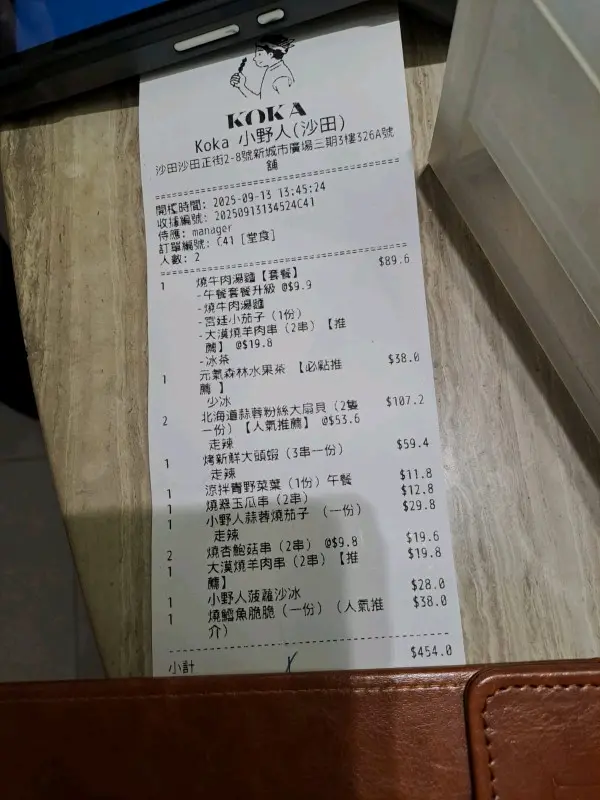 KOKA
Koka 小野人(沙田)
沙田沙田正街2-8號新城市廣場三期3樓326A號
舖
開檯時間: 2025-09-13 13:45:24
收據編號: 20250913134524C41
侍應: manager
訂單編號: C41 [堂食]
人數: 2
1 燒牛肉湯麵【套餐】 $89.6
-午餐套餐升級 @$9.9
-燒牛肉湯麵
-宮廷小茄子 (1份)
-大漠燒羊肉串 (2串) 【推
薦】 @$19.8
-冰茶
1 元氣森林水果茶 【必點推 $38.0
薦】
少冰
2 北海道蒜蓉粉絲大扇貝 (2隻 $107.2
一份) 【人氣推薦】 @$53.6
走辣
1 烤新鮮大頭蝦 (3串一份) $59.4
走辣
1 涼拌青野菜葉 (1份) 午餐 $11.8
1 燒翠玉瓜串 (2串) $12.8
1 小野人蒜蓉燒茄子 (一份) $29.8
走辣
2 燒杏鮑菇串 (2串) @$9.8 $19.6
1 大漠燒羊肉串 (2串) 【推 $19.8
薦】
1 小野人菠蘿沙冰 $28.0
1 燒鱈魚脆脆 (一份) (人氣推 $38.0
介)
小計 $454.0